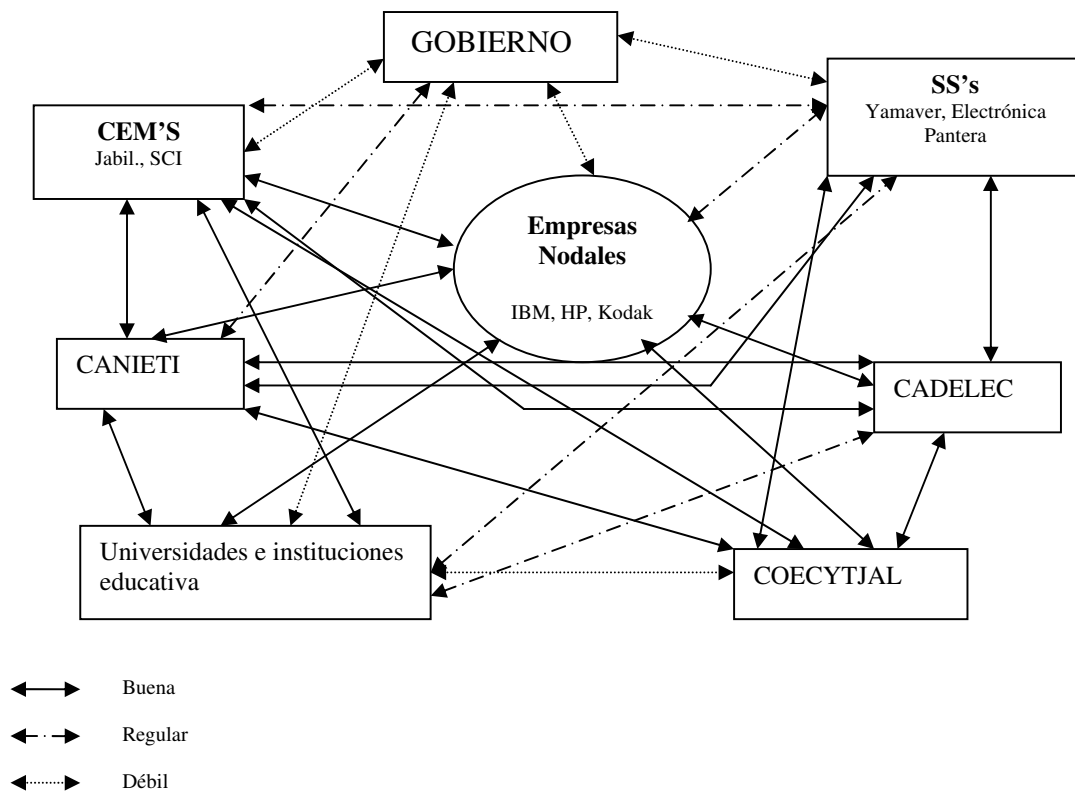 GOBIERNO
SS's
Yamaver, Electrónica
Pantera
CEM'S
Jabil., SCI
Empresas
Nodales
IBM, HP, Kodak
CANIETI
CADELEC
Universidades e instituciones
educativa
COECYTJAL
Buena
Regular
Débil